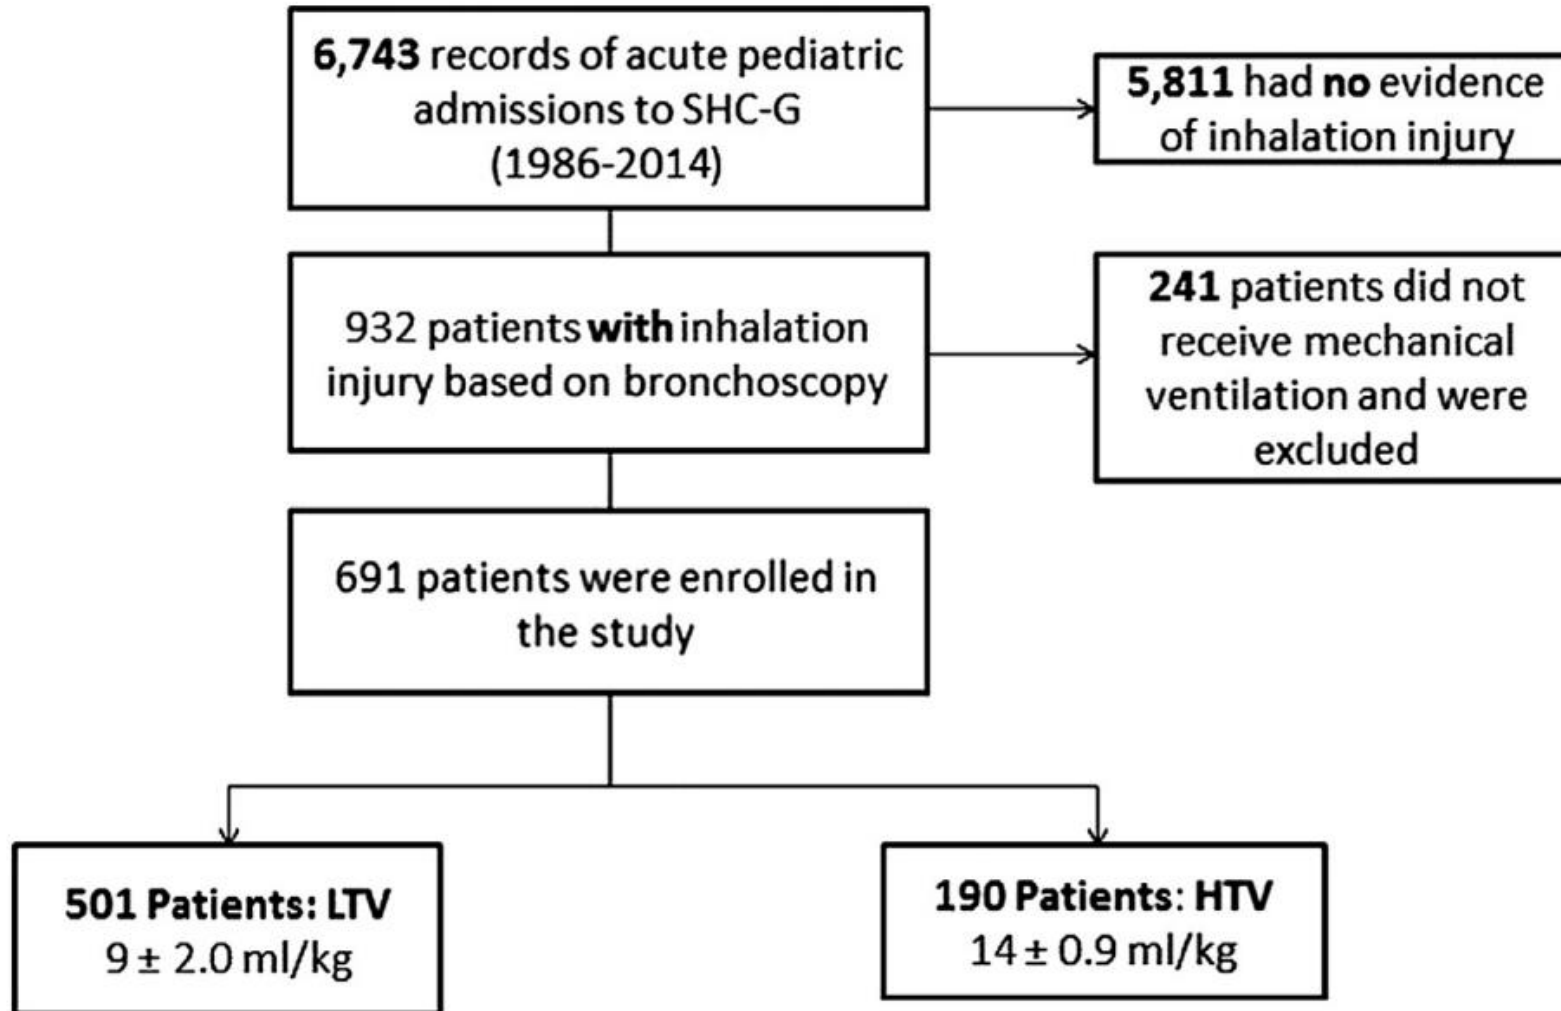 6,743 records of acute pediatric
admissions to SHC-G
(1986-2014)
5,811 had no evidence
of inhalation injury
932 patients with inhalation
injury based on bronchoscopy
241 patients did not
receive mechanical
ventilation and were
excluded
691 patients were enrolled in
the study
501 Patients: LTV
9 ± 2.0 ml/kg
190 Patients: HTV
14 ± 0.9 ml/kg